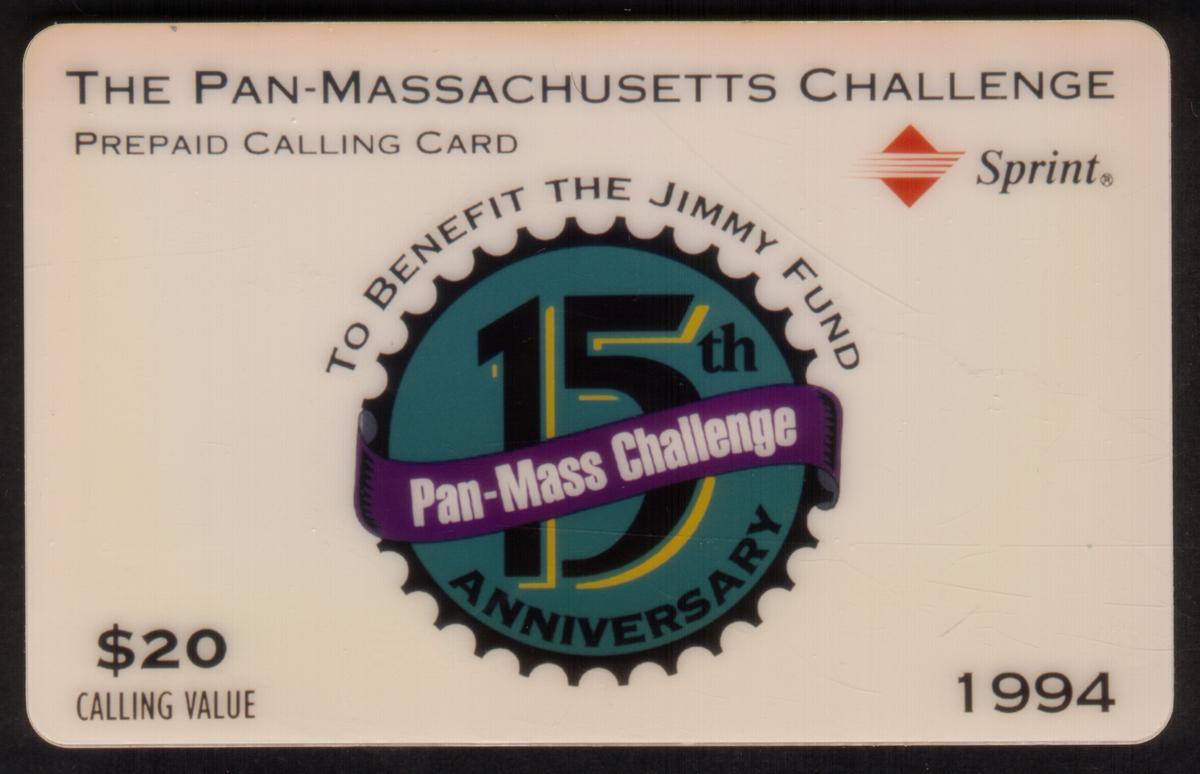 THE PAN-MASSACHUSETTS CHALLENGE
PREPAID CALLING CARD
Sprint®
TO BENEFIT THE JIMMY FUND
15th
Pan-Mass Challenge
ANNIVERSARY
$20
CALLING VALUE
1994